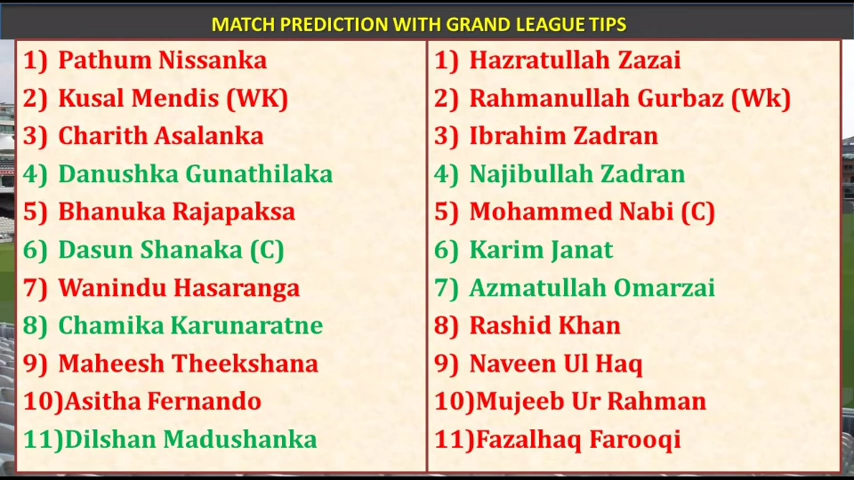 MATCH PREDICTION WITH GRAND LEAGUE TIPS
1) Pathum Nissanka
2) Kusal Mendis (WK)
3) Charith Asalanka
4) Danushka Gunathilaka
5) Bhanuka Rajapaksa
6) Dasun Shanaka (C)
7) Wanindu Hasaranga
8) Chamika Karunaratne
9) Maheesh Theekshana
10)Asitha Fernando
11)Dilshan Madushanka
1) Hazratullah Zazai
2) Rahmanullah Gurbaz (Wk)
3) Ibrahim Zadran
4) Najibullah Zadran
5) Mohammed Nabi (C)
6) Karim Janat
7) Azmatullah Omarzai
8) Rashid Khan
9) Naveen Ul Haq
10)Mujeeb Ur Rahman
11)Fazalhaq Farooqi